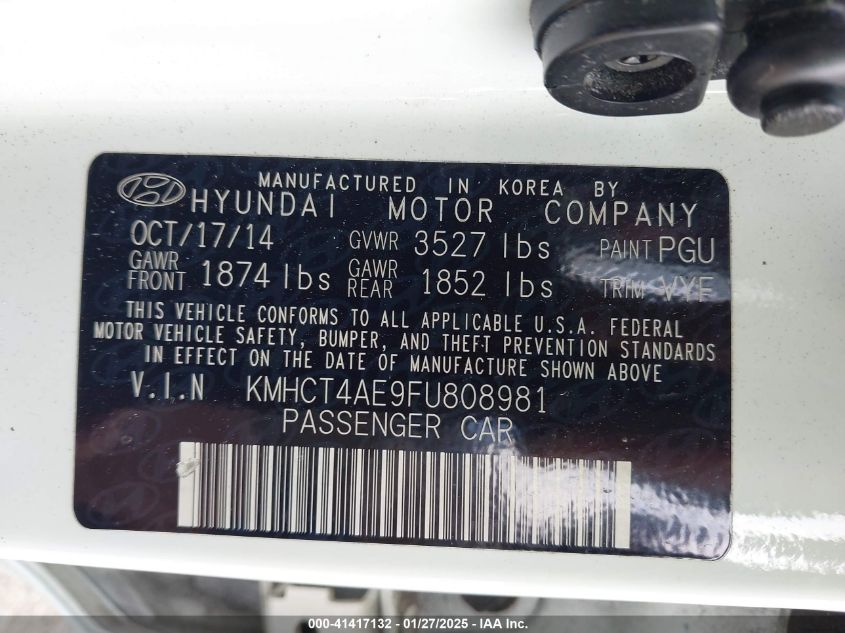 MANUFACTURED IN KOREA BY
HYUNDAI MOTOR COMPANY
OCT/17/14 GVWR 3527 lbs PAINT PGU
GAWR FRONT 1874 lbs GAWR REAR 1852 lbs TRIM VYF
THIS VEHICLE CONFORMS TO ALL APPLICABLE U.S.A. FEDERAL
MOTOR VEHICLE SAFETY, BUMPER, AND THEFT PREVENTION STANDARDS
IN EFFECT ON THE DATE OF MANUFACTURE SHOWN ABOVE
V.I.N KMHCT4AE9FU808981
PASSENGER CAR
000-41417132 - 01/27/2025 - IAA Inc.